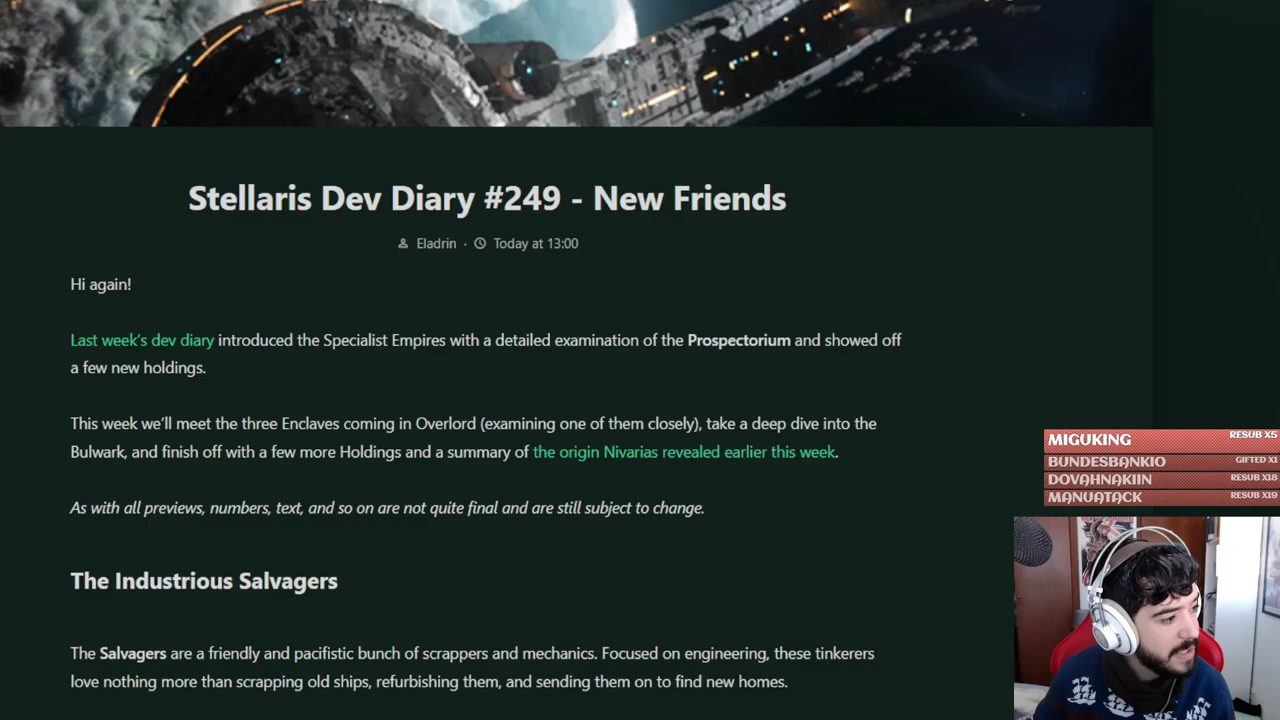 Stellaris Dev Diary #249 - New Friends
Eladrin · Today at 13:00
Hi again!
Last week's dev diary introduced the Specialist Empires with a detailed examination of the Prospectorium and showed off
a few new holdings.
This week we'll meet the three Enclaves coming in Overlord (examining one of them closely), take a deep dive into the
Bulwark, and finish off with a few more Holdings and a summary of the origin Nivarias revealed earlier this week.
As with all previews, numbers, text, and so on are not quite final and are still subject to change.
The Industrious Salvagers
The Salvagers are a friendly and pacifistic bunch of scrappers and mechanics. Focused on engineering, these tinkerers
love nothing more than scrapping old ships, refurbishing them, and sending them on to find new homes.
MIGUKING RESUB X5
BUNDESBANKIO GIFTED X1
DOVAHNAKIIN RESUB X18
MANUATACK RESUB X19